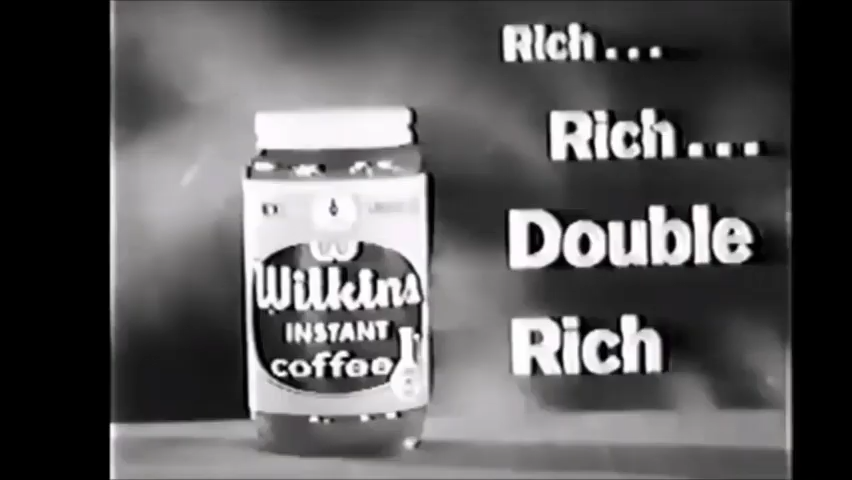 Rich...
Rich...
Double
Rich
Wilkins
INSTANT
coffee